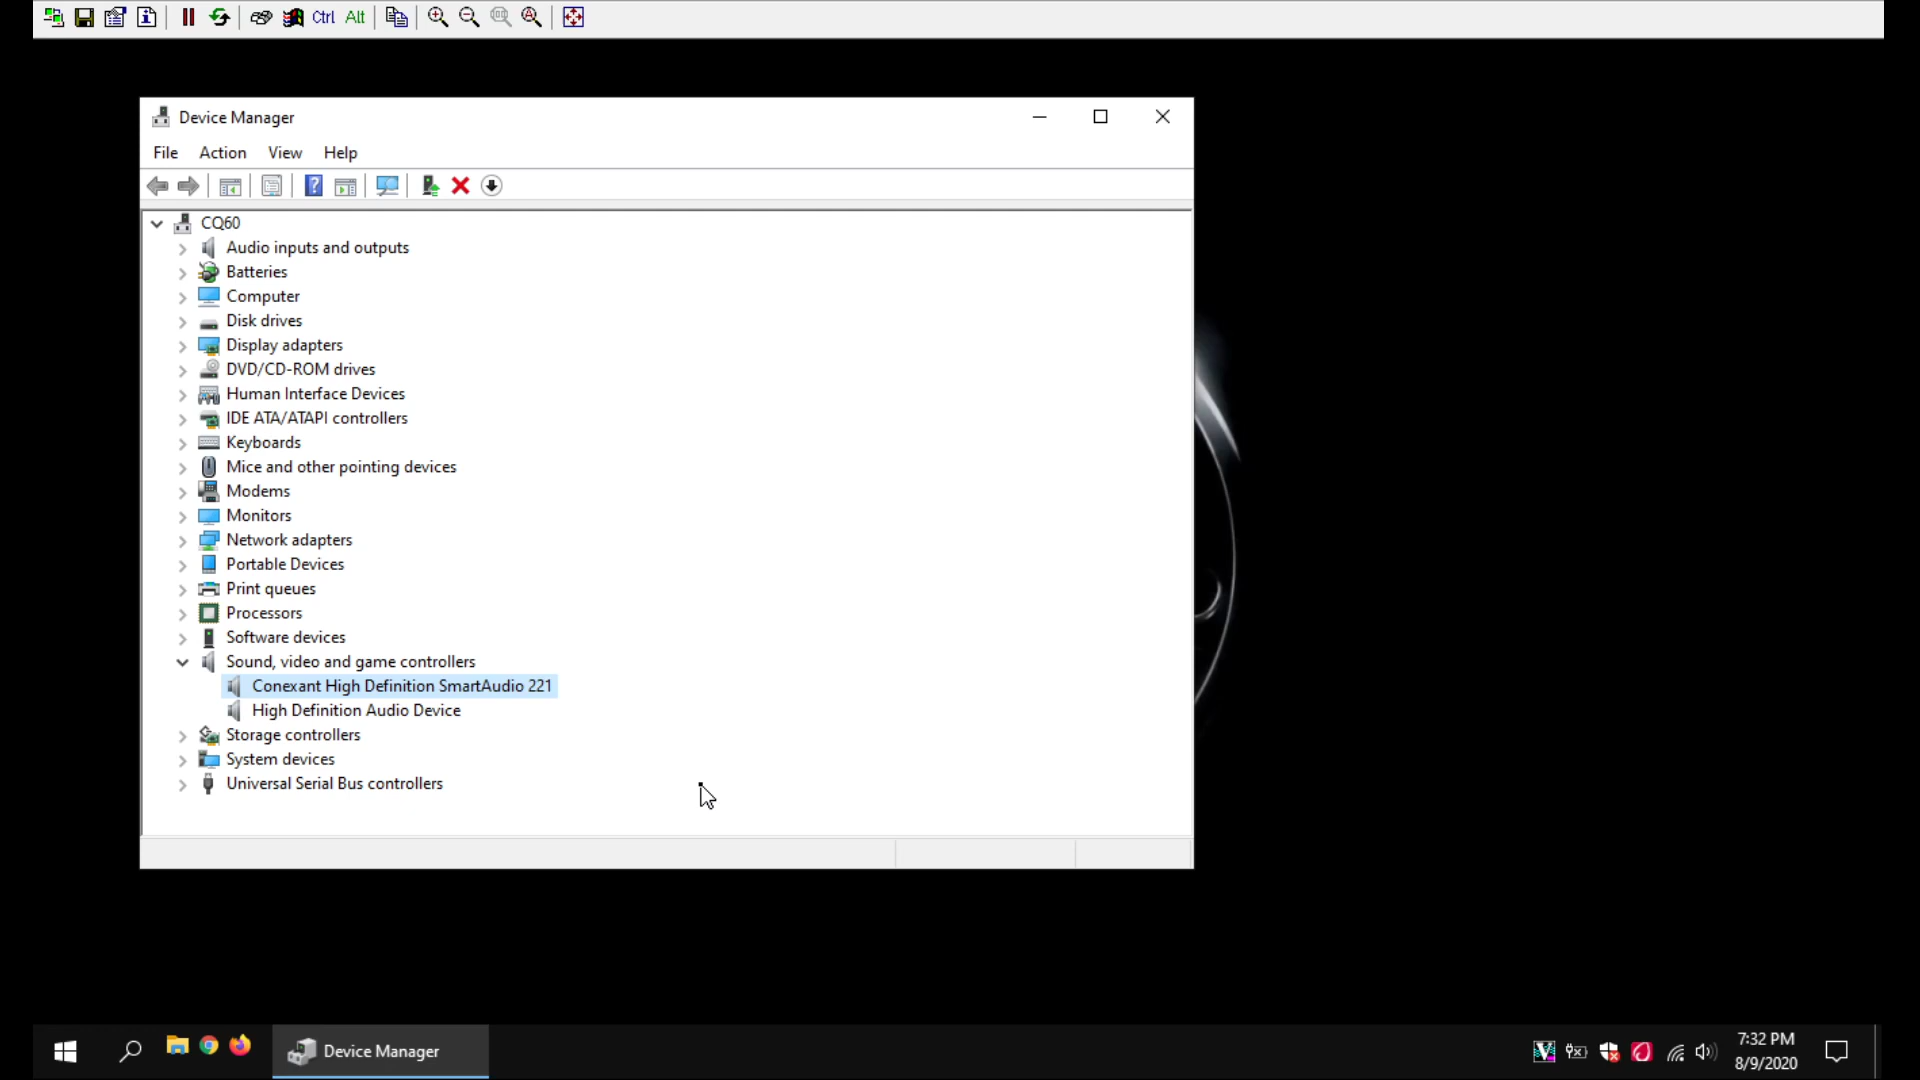 Ctrl Alt
Device Manager
File Action View Help
CQ60
Audio inputs and outputs
Batteries
Computer
Disk drives
Display adapters
DVD/CD-ROM drives
Human Interface Devices
IDE ATA/ATAPI controllers
Keyboards
Mice and other pointing devices
Modems
Monitors
Network adapters
Portable Devices
Print queues
Processors
Software devices
Sound, video and game controllers
Conexant High Definition SmartAudio 221
High Definition Audio Device
Storage controllers
System devices
Universal Serial Bus controllers
Device Manager
7:32 PM
8/9/2020